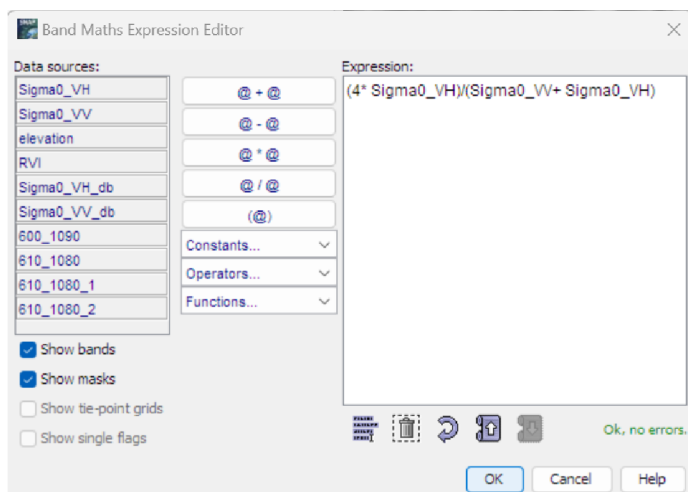 Band Maths Expression Editor
Data sources:
Expression:
Sigma0_VH
Sigma0_VV
elevation
RVI
Sigma0_VH_db
Sigma0_VV_db
600_1090
610_1080
610_1080_1
610_1080_2
@ + @
@ - @
@ * @
@ / @
(@)
Constants...
Operators...
Functions...
(4* Sigma0_VH)/(Sigma0_VV+ Sigma0_VH)
Show bands
Show masks
Show tie-point grids
Show single flags
Ok, no errors.
OK
Cancel
Help